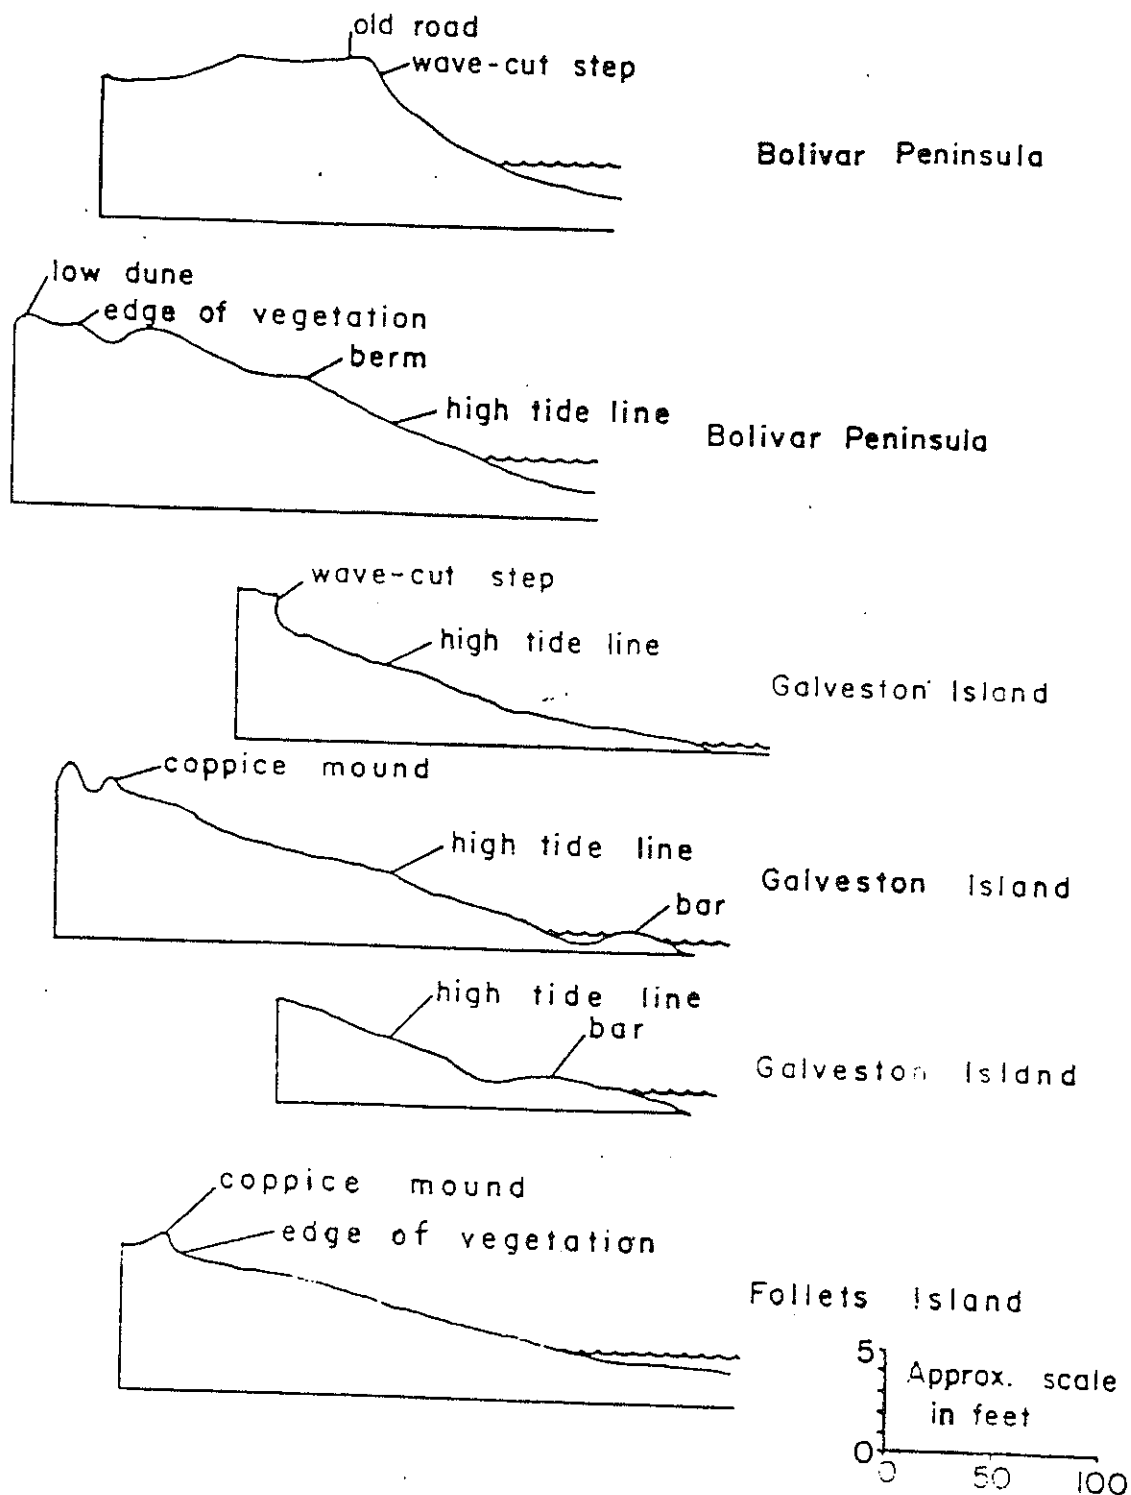 old road
wave-cut step
Bolivar Peninsula
low dune
edge of vegetation
berm
high tide line
Bolivar Peninsula
wave-cut step
high tide line
Galveston Island
coppice mound
high tide line
Galveston Island
bar
high tide line
bar
Galveston Island
coppice mound
edge of vegetation
Follets Island
5
Approx. scale
in feet
0
0 50 100